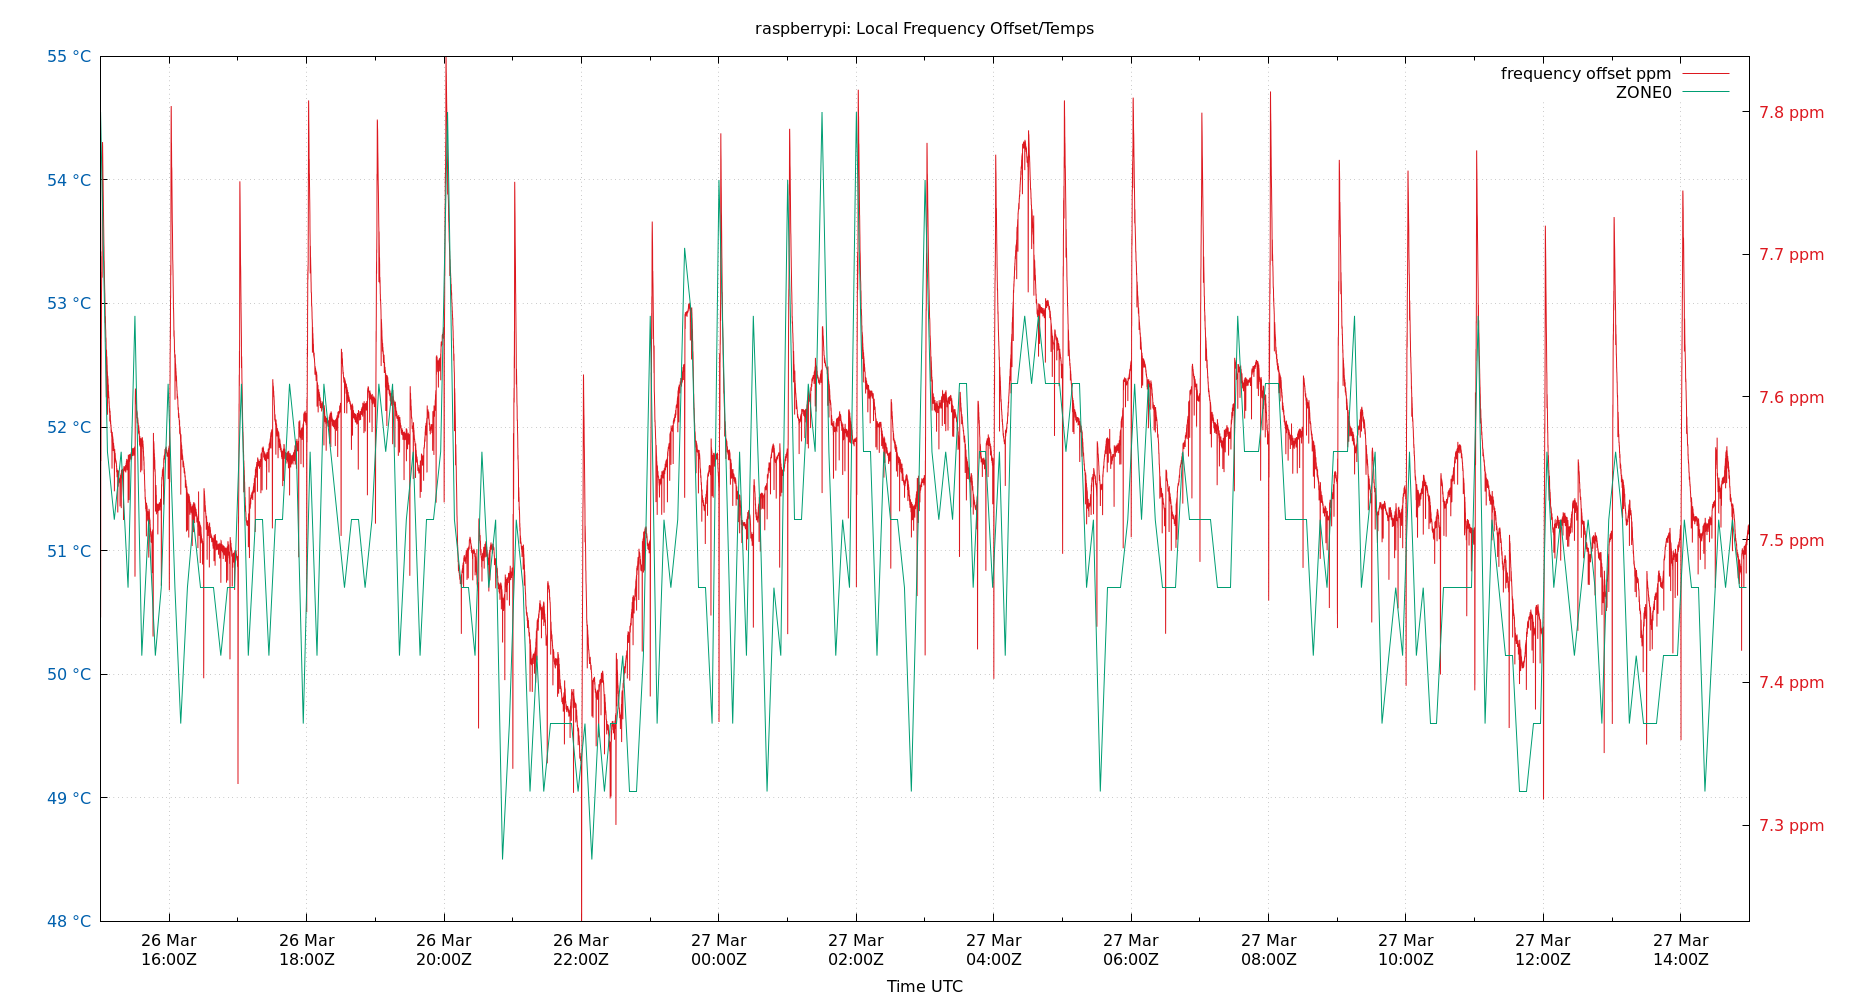 raspberrypi: Local Frequency Offset/Temps
55 °C
54 °C
53 °C
52 °C
51 °C
50 °C
49 °C
48 °C
frequency offset ppm
ZONE0
7.8 ppm
7.7 ppm
7.6 ppm
7.5 ppm
7.4 ppm
7.3 ppm
26 Mar 26 Mar 26 Mar 26 Mar 27 Mar 27 Mar 27 Mar 27 Mar 27 Mar 27 Mar 27 Mar 27 Mar
16:00Z 18:00Z 20:00Z 22:00Z 00:00Z 02:00Z 04:00Z 06:00Z 08:00Z 10:00Z 12:00Z 14:00Z
Time UTC